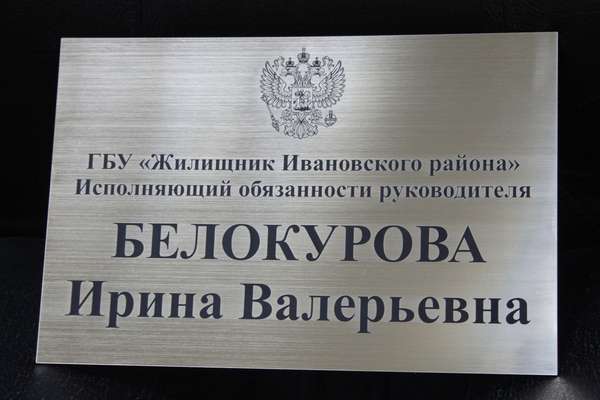 ГБУ «Жилищник Ивановского района»
Исполняющий обязанности руководителя
БЕЛОКУРОВА
Ирина Валерьевна